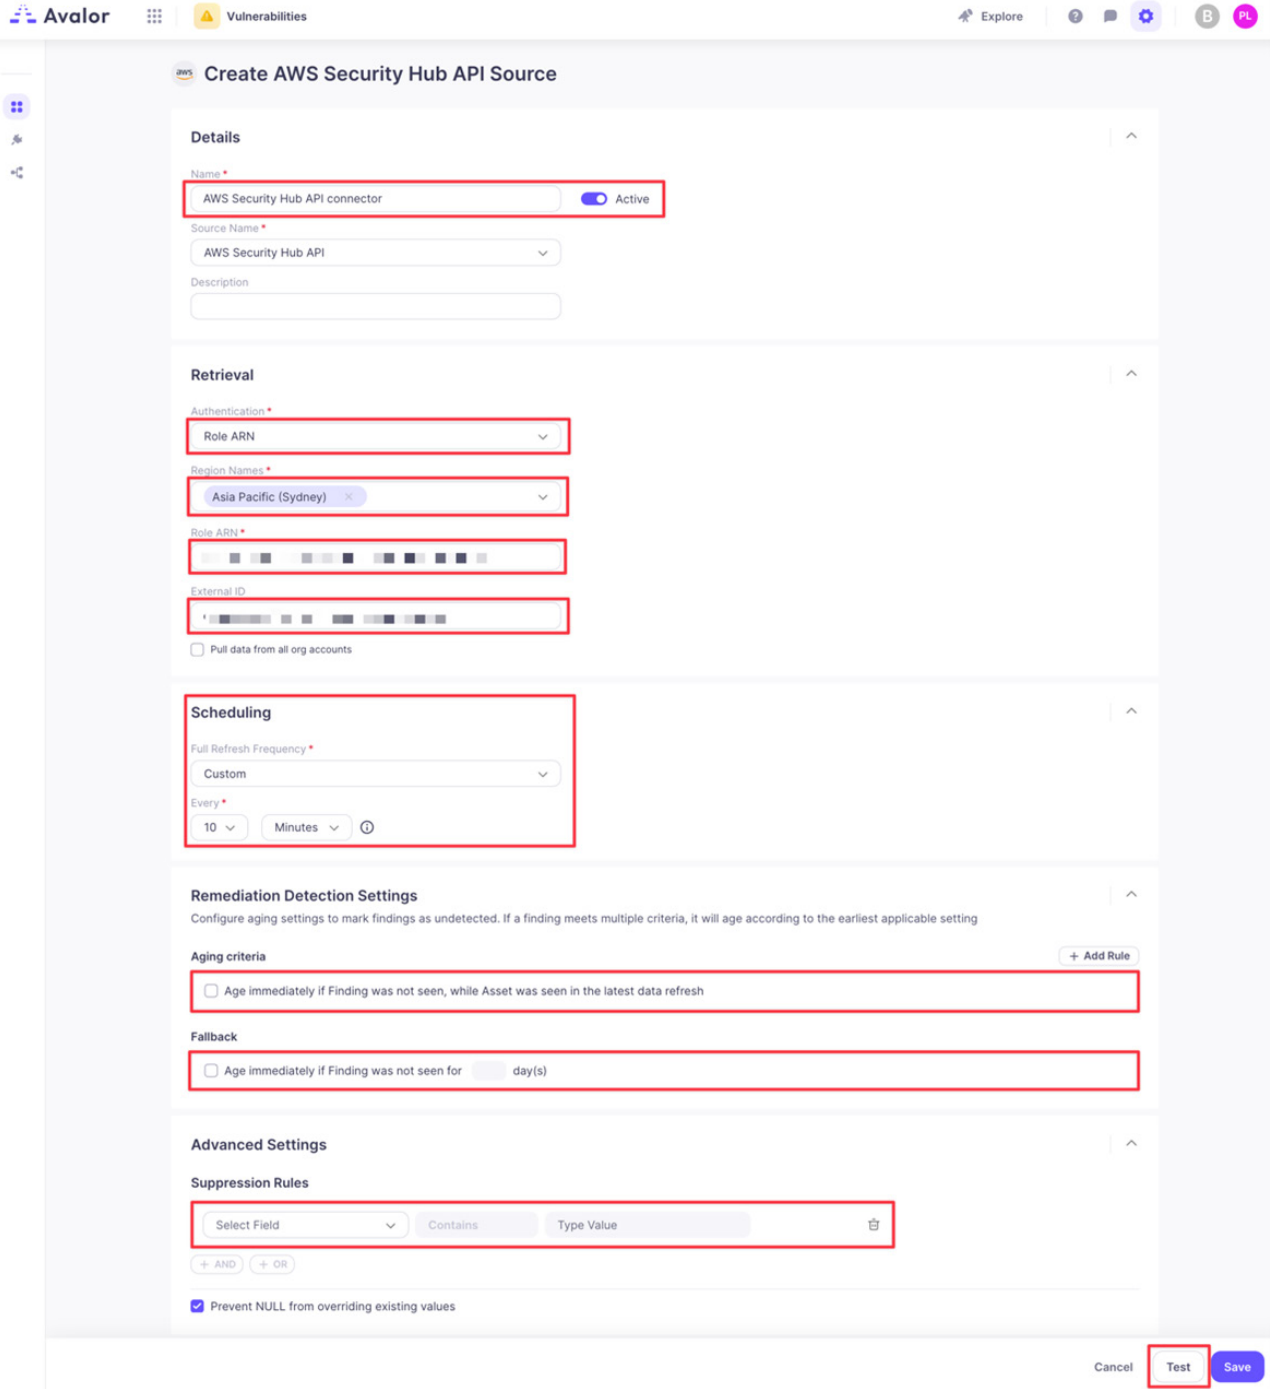 Avalor
Vulnerabilities
Explore
B
PL
aws
Create AWS Security Hub API Source
Details
Name *
AWS Security Hub API connector
Active
Source Name *
AWS Security Hub API
Description
Retrieval
Authentication *
Role ARN
Region Names *
Asia Pacific (Sydney)
Role ARN *
External ID
Pull data from all org accounts
Scheduling
Full Refresh Frequency *
Custom
Every *
10 Minutes
Remediation Detection Settings
Configure aging settings to mark findings as undetected. If a finding meets multiple criteria, it will age according to the earliest applicable setting
Aging criteria
+ Add Rule
Age immediately if Finding was not seen, while Asset was seen in the latest data refresh
Fallback
Age immediately if Finding was not seen for day(s)
Advanced Settings
Suppression Rules
Select Field Contains Type Value
+ AND + OR
Prevent NULL from overriding existing values
Cancel Test Save